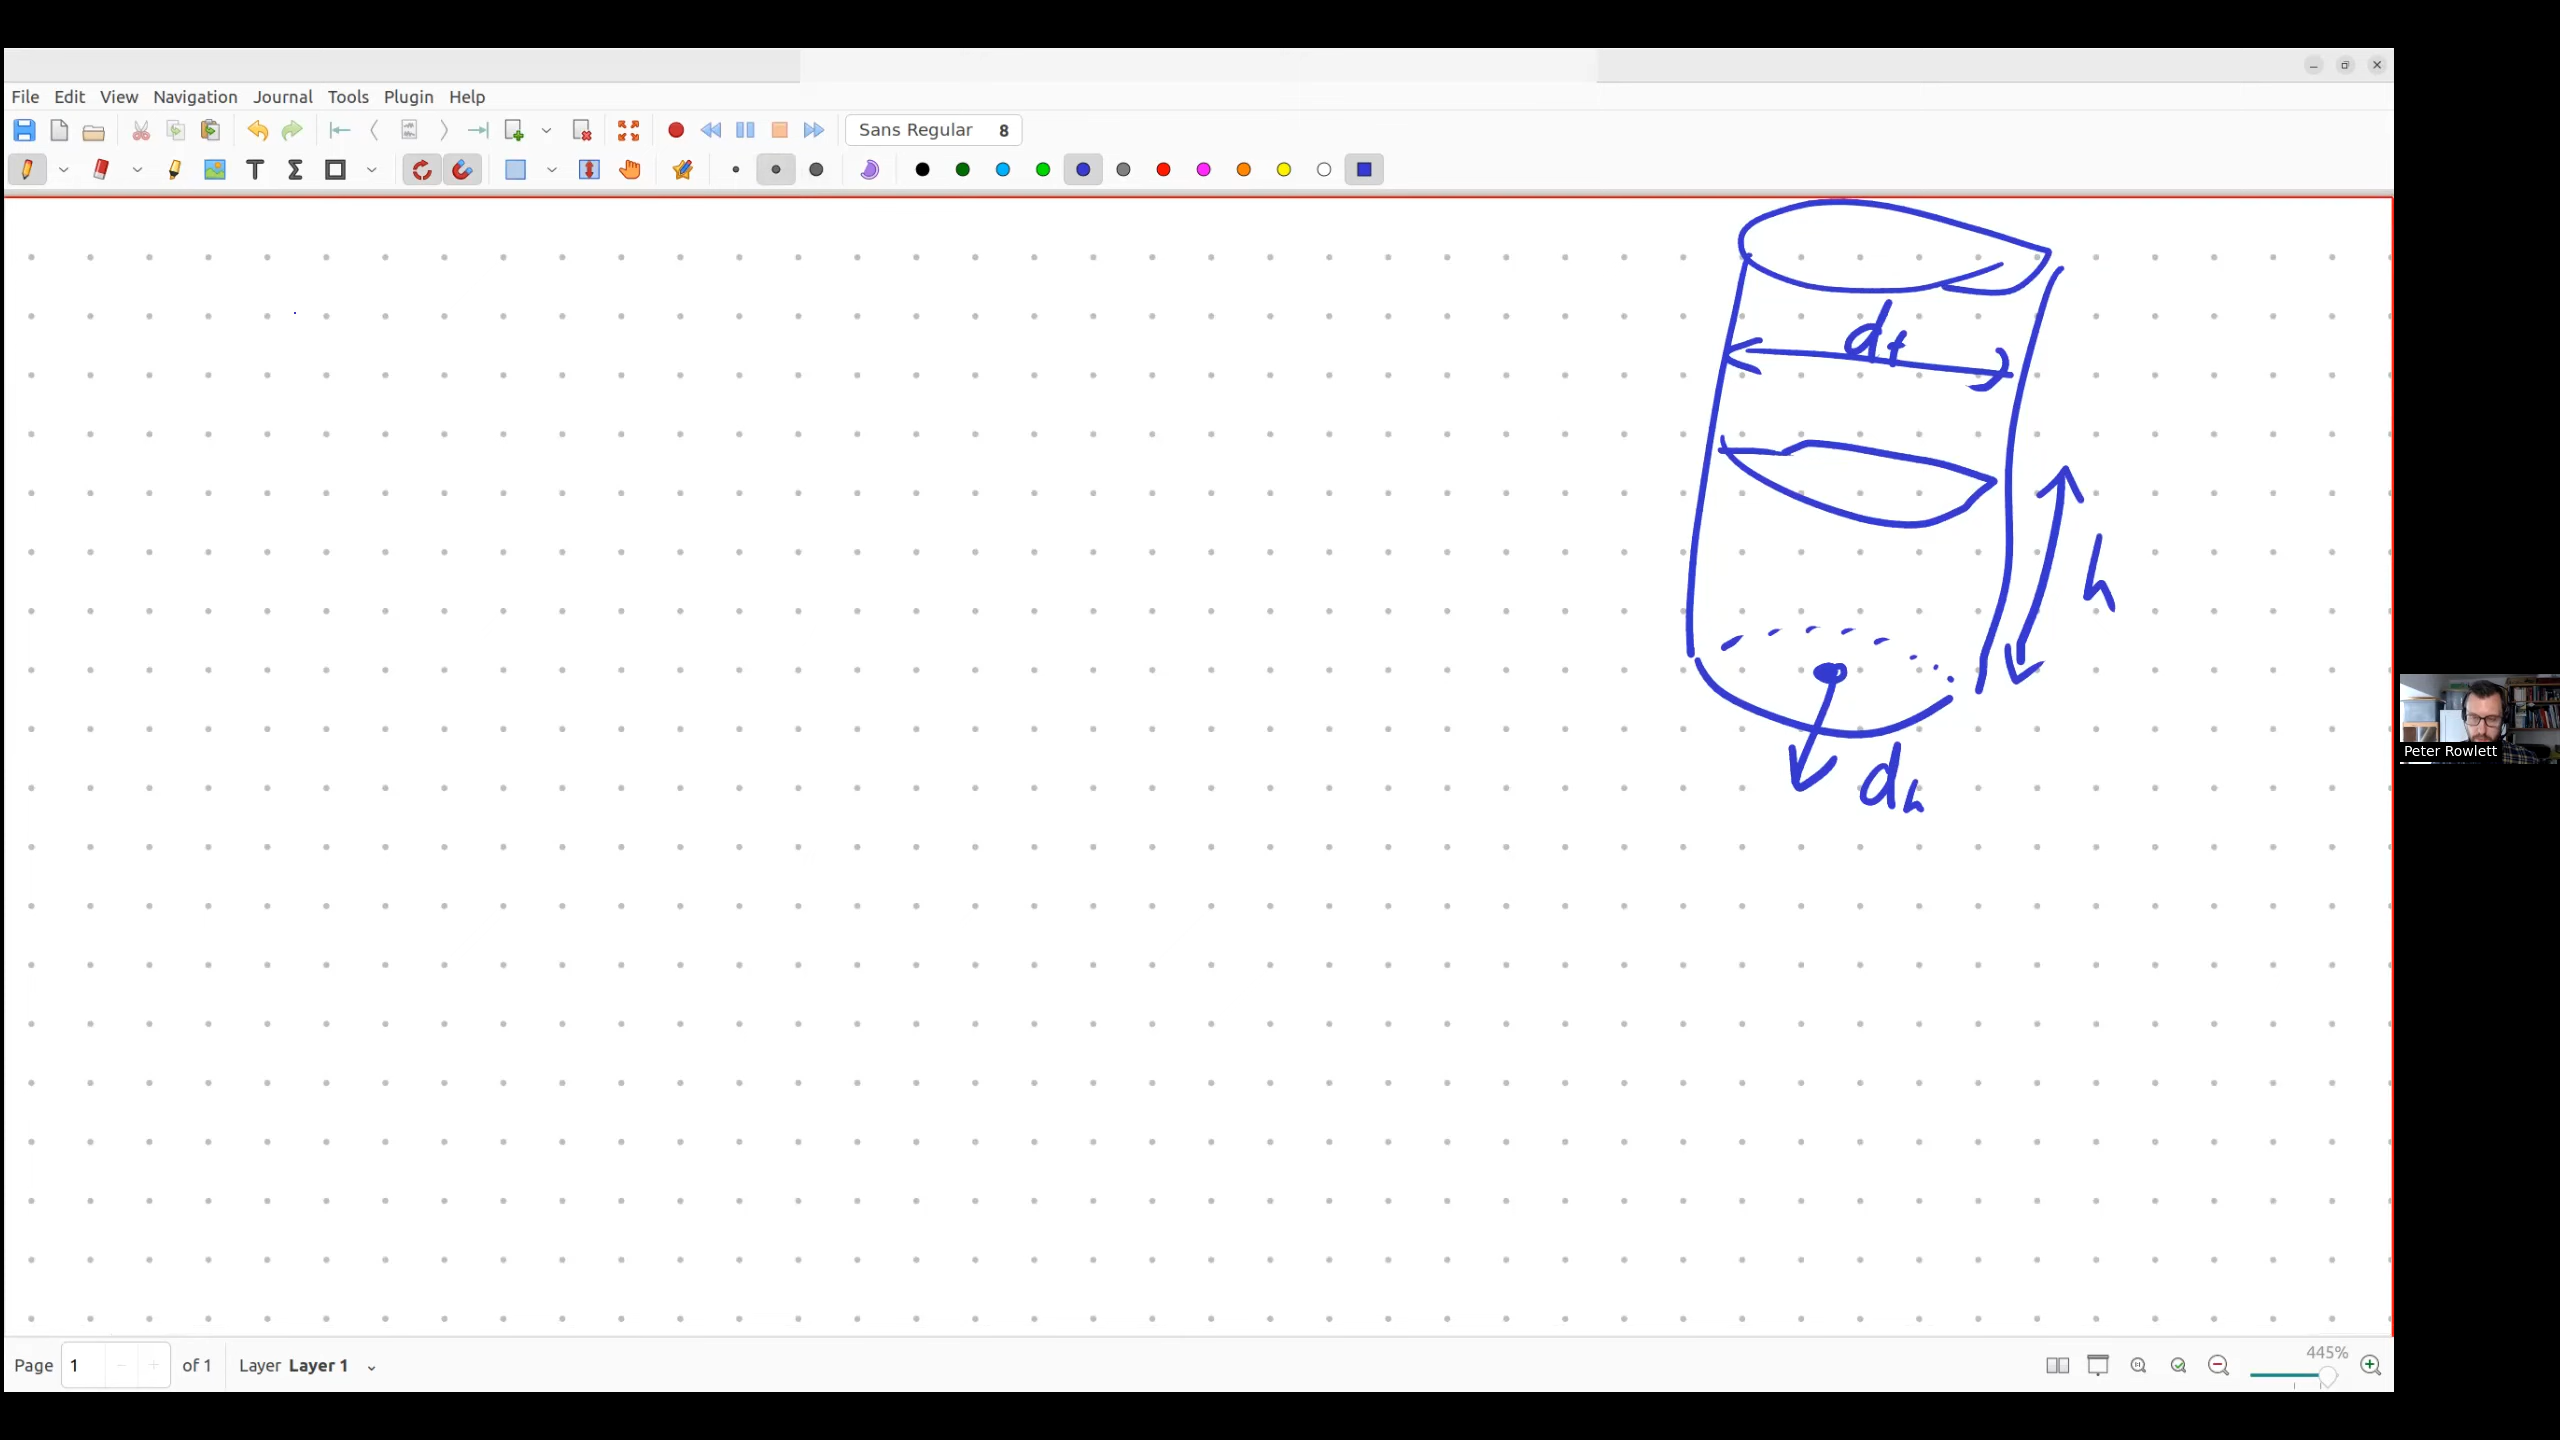 File Edit View Navigation Journal Tools Plugin Help
Sans Regular 8
T Σ
dt
h
dh
Peter Rowlett
Page 1 of 1 Layer Layer 1
445%